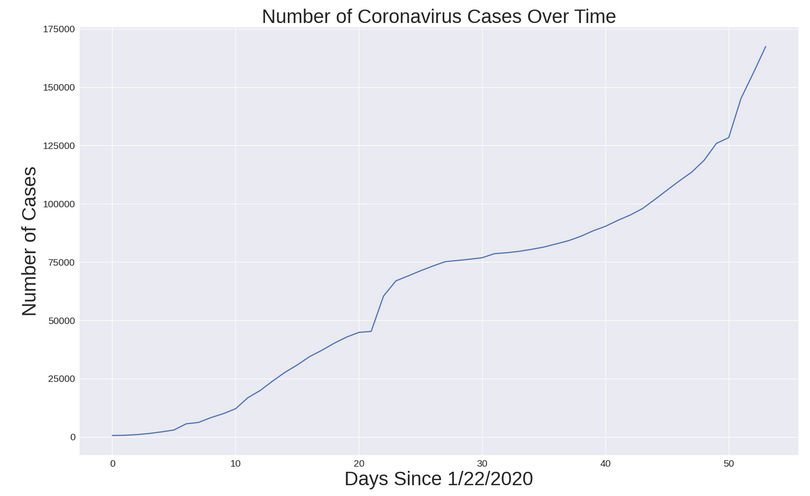 Number of Coronavirus Cases Over Time
175000
150000
125000
100000
75000
50000
25000
0
Number of Cases
0 10 20 30 40 50
Days Since 1/22/2020